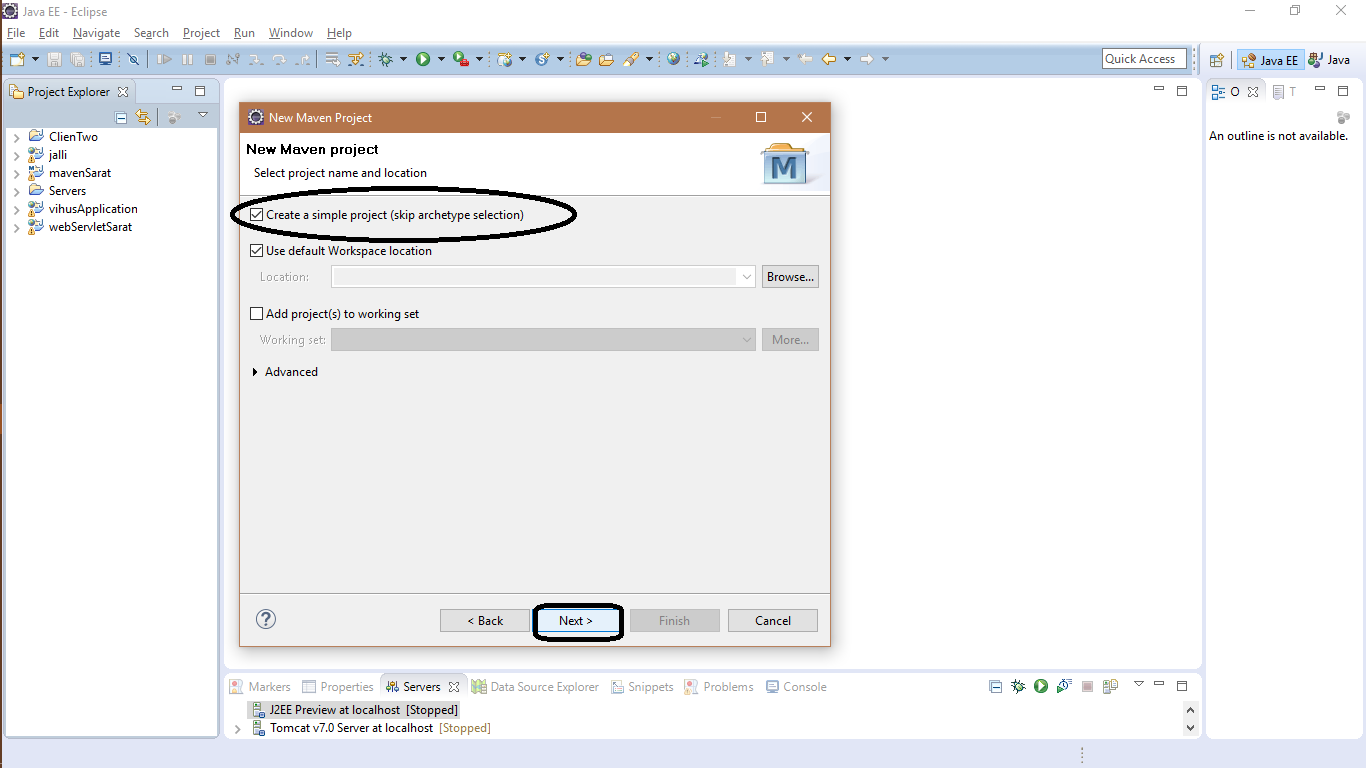 Java EE - Eclipse
File Edit Navigate Search Project Run Window Help
Quick Access
Java EE
Java
Project Explorer
ClienTwo
jalli
mavenSarat
Servers
vihusApplication
webServletSarat
New Maven Project
New Maven project
Select project name and location
M
Create a simple project (skip archetype selection)
Use default Workspace location
Location:
Browse...
Add project(s) to working set
Working set:
More...
Advanced
?
< Back
Next >
Finish
Cancel
O
T
An outline is not available.
Markers Properties Servers Data Source Explorer Snippets Problems Console
J2EE Preview at localhost [Stopped]
Tomcat v7.0 Server at localhost [Stopped]